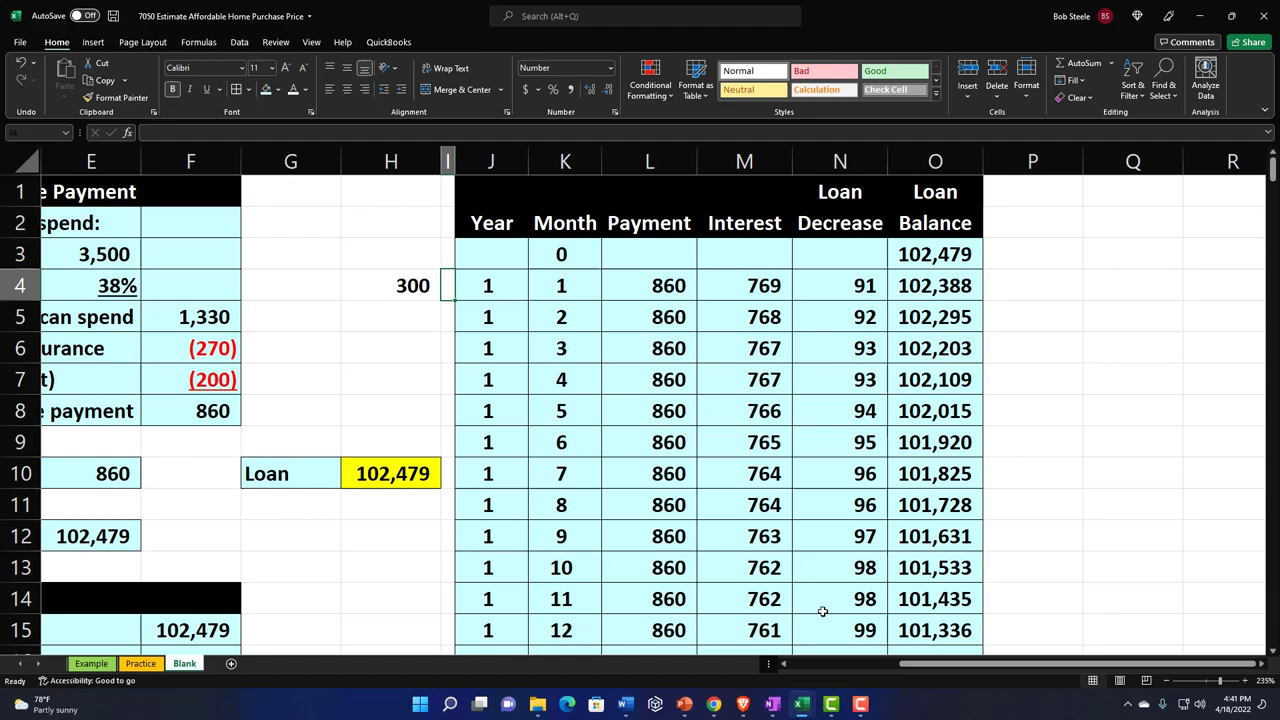 AutoSave Off 7050 Estimate Affordable Home Purchase Price Search (Alt+Q) Bob Steele BS
File Home Insert Page Layout Formulas Data Review View Help QuickBooks Comments Share
Cut Calibri 11 Wrap Text Number Normal Bad Good AutoSum
Copy Fill
Paste Format Painter Merge & Center Conditional Formatting Format as Table Neutral Calculation Check Cell Insert Delete Format Clear Sort & Filter Find & Select Analyze Data
Undo Clipboard Font Alignment Number Styles Cells Editing Analysis
I4 fx
E F G H I J K L M N O P Q R
1 e Payment Loan Loan
2 spend: Year Month Payment Interest Decrease Balance
3 3,500 0 102,479
4 38% 300 1 1 860 769 91 102,388
5 can spend 1,330 1 2 860 768 92 102,295
6 urance (270) 1 3 860 767 93 102,203
7 t) (200) 1 4 860 767 93 102,109
8 e payment 860 1 5 860 766 94 102,015
9 1 6 860 765 95 101,920
10 860 Loan 102,479 1 7 860 764 96 101,825
11 1 8 860 764 96 101,728
12 102,479 1 9 860 763 97 101,631
13 1 10 860 762 98 101,533
14 1 11 860 762 98 101,435
15 102,479 1 12 860 761 99 101,336
Example Practice Blank
Ready Accessibility: Good to go 235%
78°F
Partly sunny
4:41 PM
4/18/2022